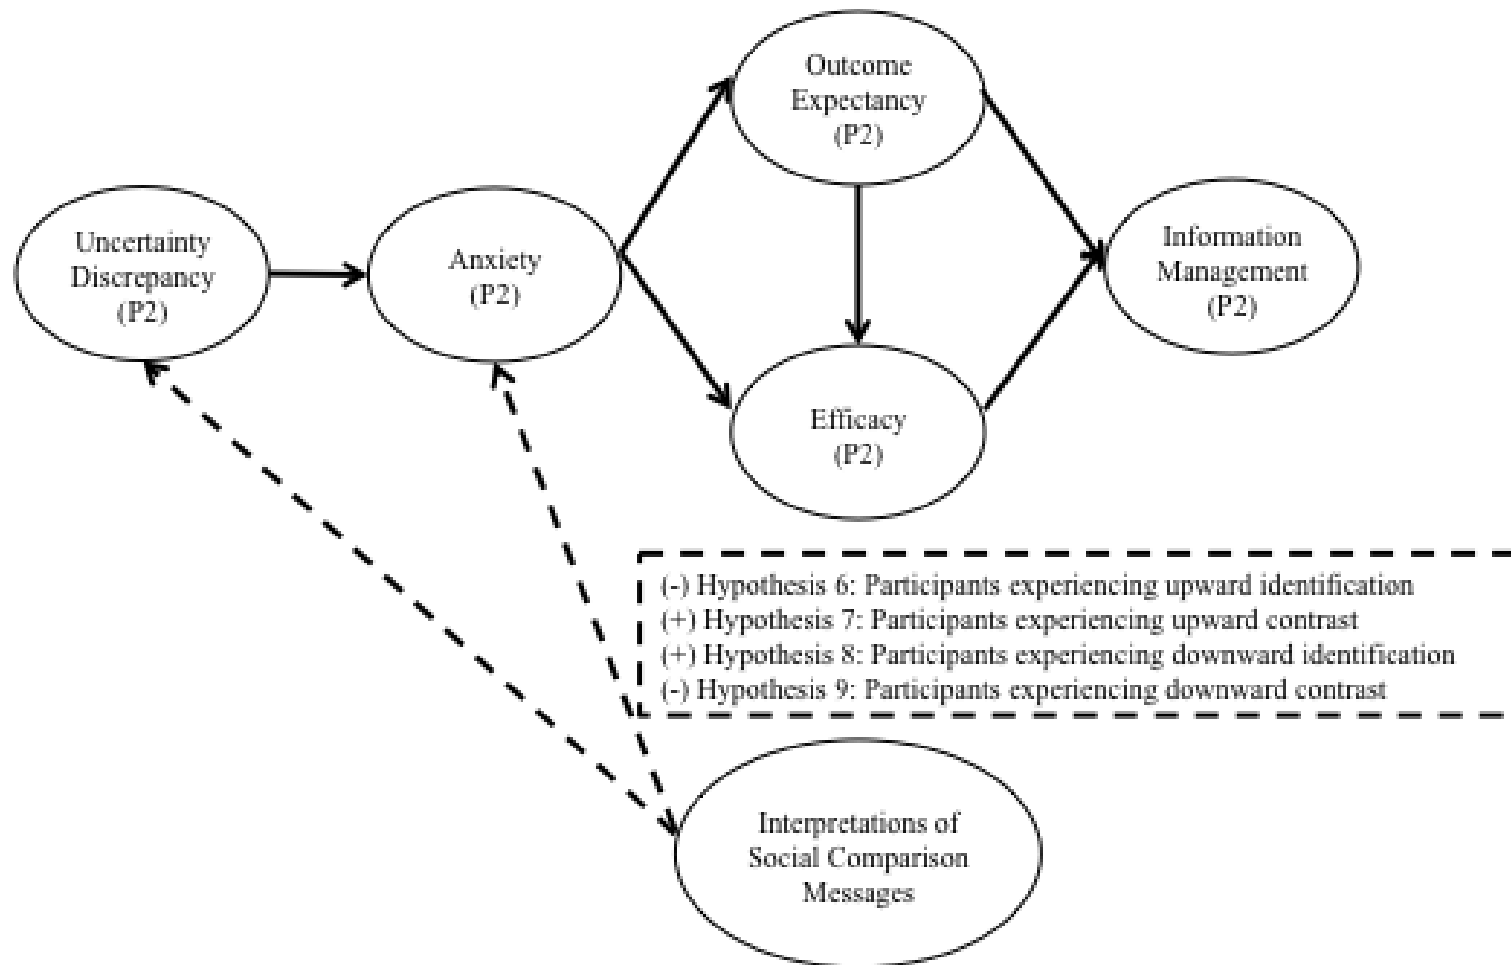 Outcome
Expectancy
(P2)
Uncertainty
Discrepancy
(P2)
Anxiety
(P2)
Information
Management
(P2)
Efficacy
(P2)
(-) Hypothesis 6: Participants experiencing upward identification
(+) Hypothesis 7: Participants experiencing upward contrast
(+) Hypothesis 8: Participants experiencing downward identification
(-) Hypothesis 9: Participants experiencing downward contrast
Interpretations of
Social Comparison
Messages